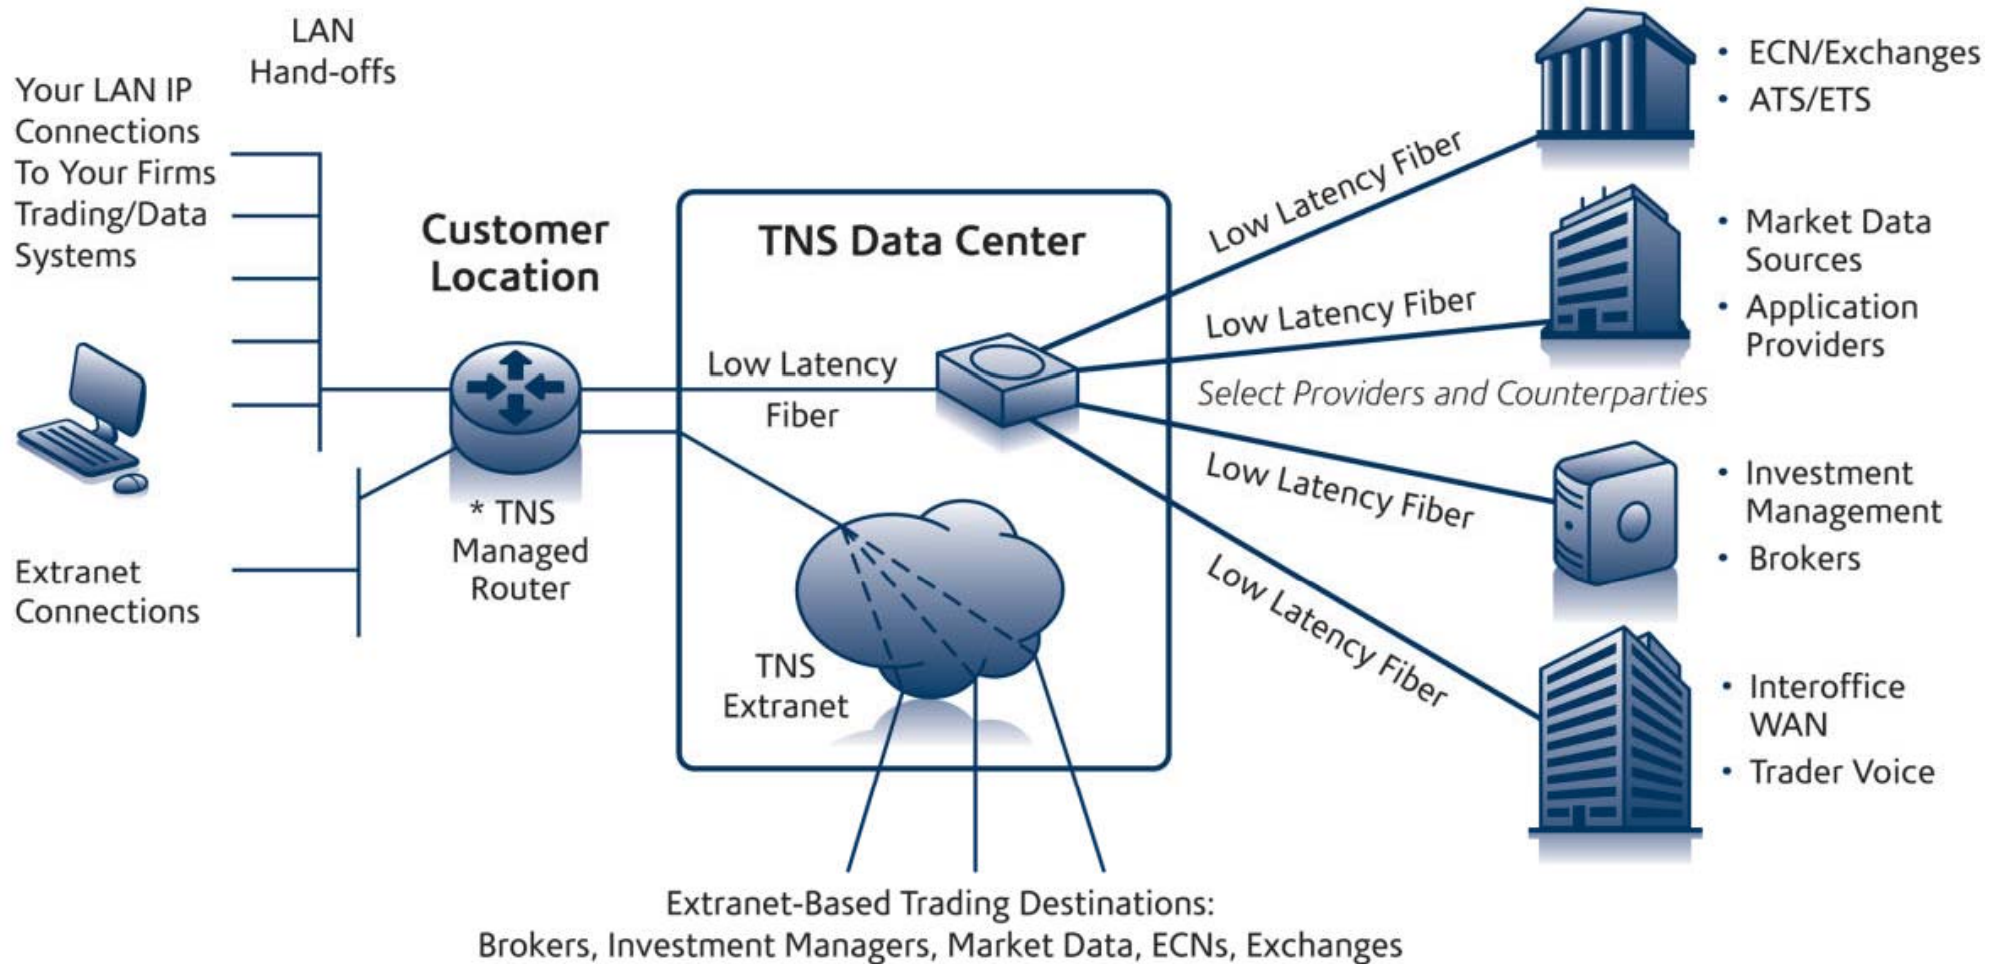 LAN
Hand-offs
Your LAN IP
Connections
To Your Firms
Trading/Data
Systems
Extranet
Connections
Customer
Location
* TNS
Managed
Router
TNS Data Center
Low Latency
Fiber
TNS
Extranet
Low Latency Fiber
Low Latency Fiber
Select Providers and Counterparties
Low Latency Fiber
Low Latency Fiber
• ECN/Exchanges
• ATS/ETS
• Market Data
Sources
• Application
Providers
• Investment
Management
• Brokers
• Interoffice
WAN
• Trader Voice
Extranet-Based Trading Destinations:
Brokers, Investment Managers, Market Data, ECNs, Exchanges